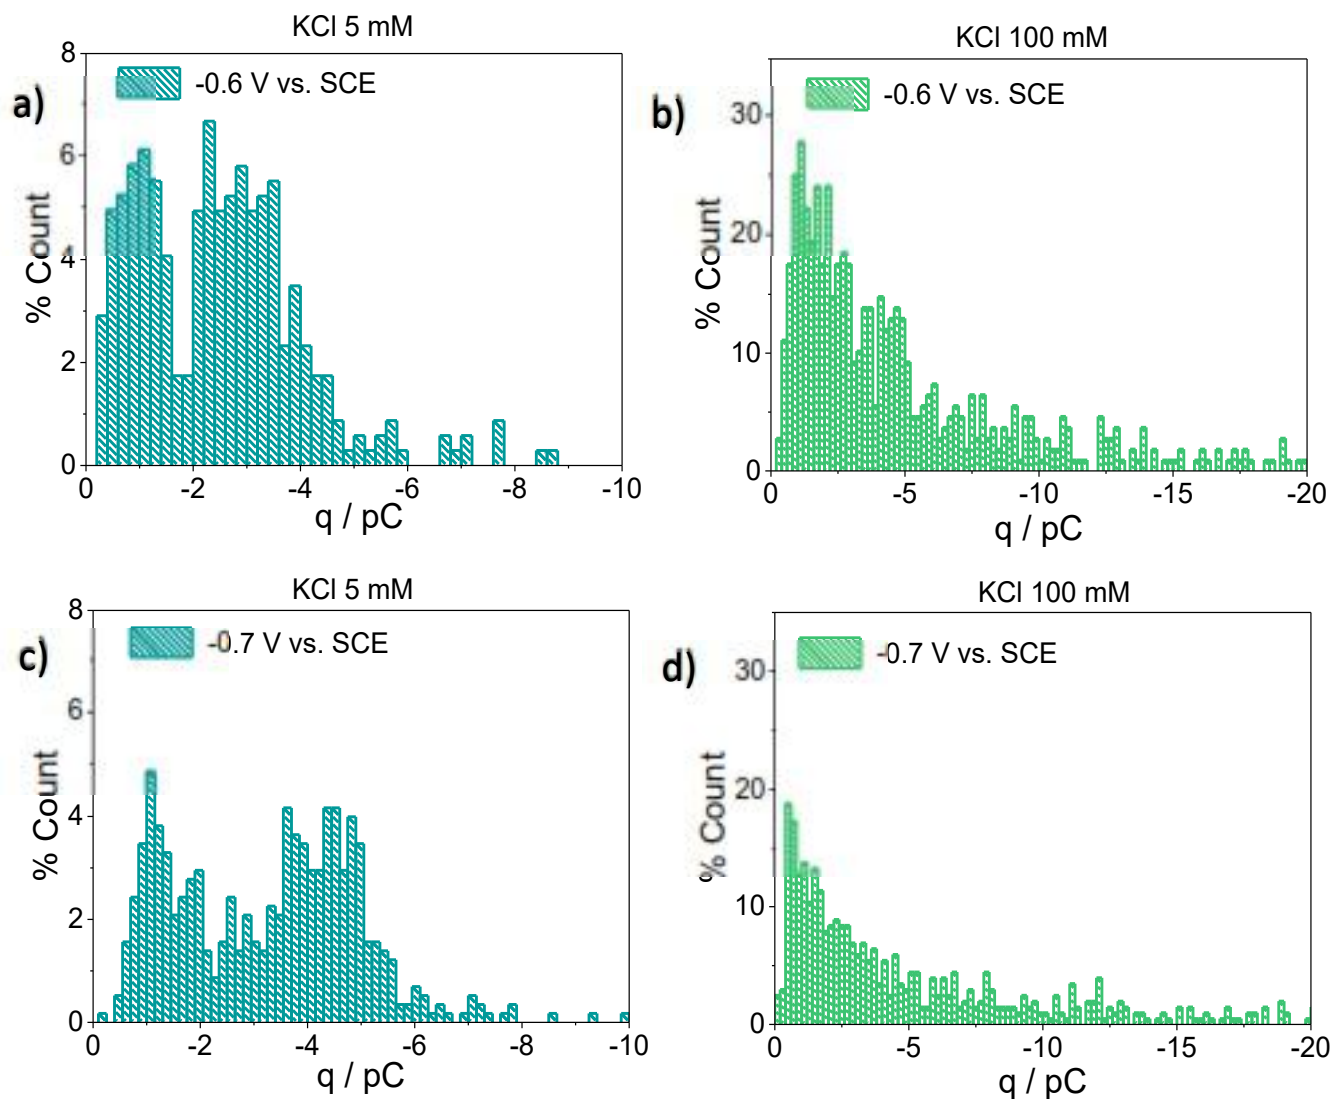 KCl 5 mM
a)
-0.6 V vs. SCE
% Count
8
6
4
2
0
0 -2 -4 -6 -8 -10
q / pC
KCl 100 mM
b)
-0.6 V vs. SCE
% Count
30
20
10
0
0 -5 -10 -15 -20
q / pC
KCl 5 mM
c)
-0.7 V vs. SCE
% Count
8
6
4
2
0
0 -2 -4 -6 -8 -10
q / pC
KCl 100 mM
d)
-0.7 V vs. SCE
% Count
30
20
10
0
0 -5 -10 -15 -20
q / pC